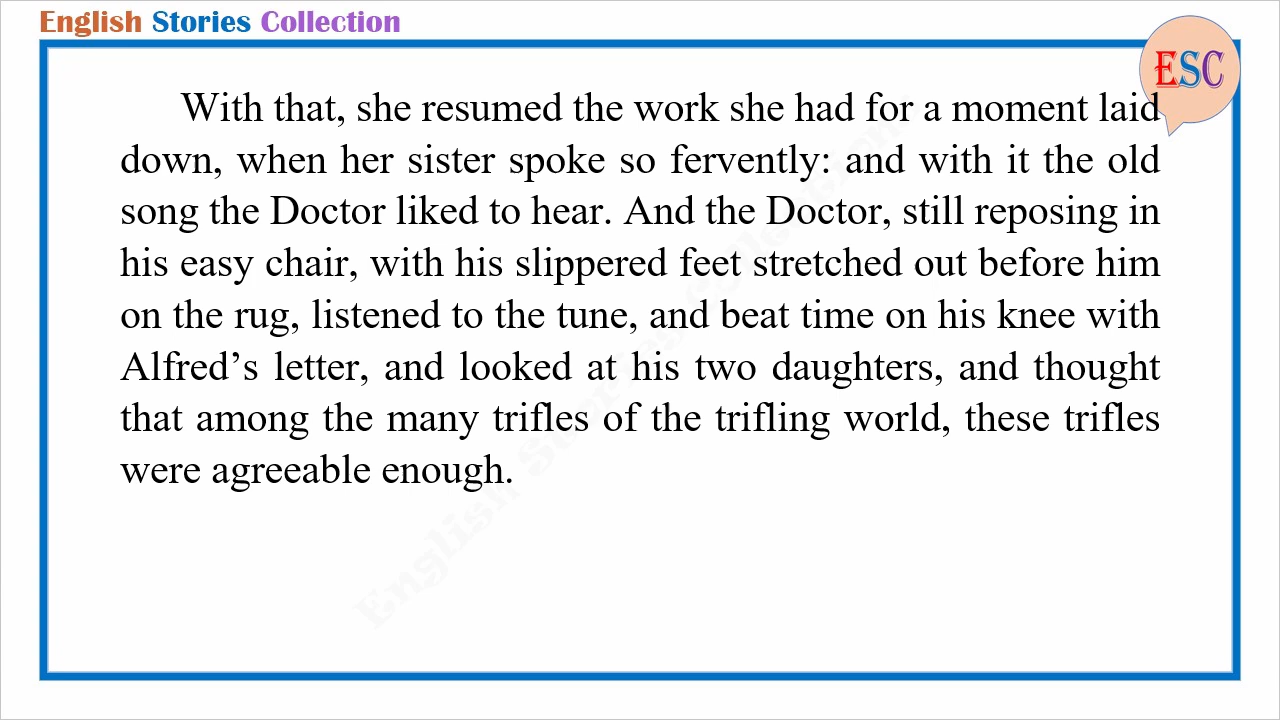 English Stories Collection
ESC
With that, she resumed the work she had for a moment laid
down, when her sister spoke so fervently: and with it the old
song the Doctor liked to hear. And the Doctor, still reposing in
his easy chair, with his slippered feet stretched out before him
on the rug, listened to the tune, and beat time on his knee with
Alfred’s letter, and looked at his two daughters, and thought
that among the many trifles of the trifling world, these trifles
were agreeable enough.
English Stories Collection